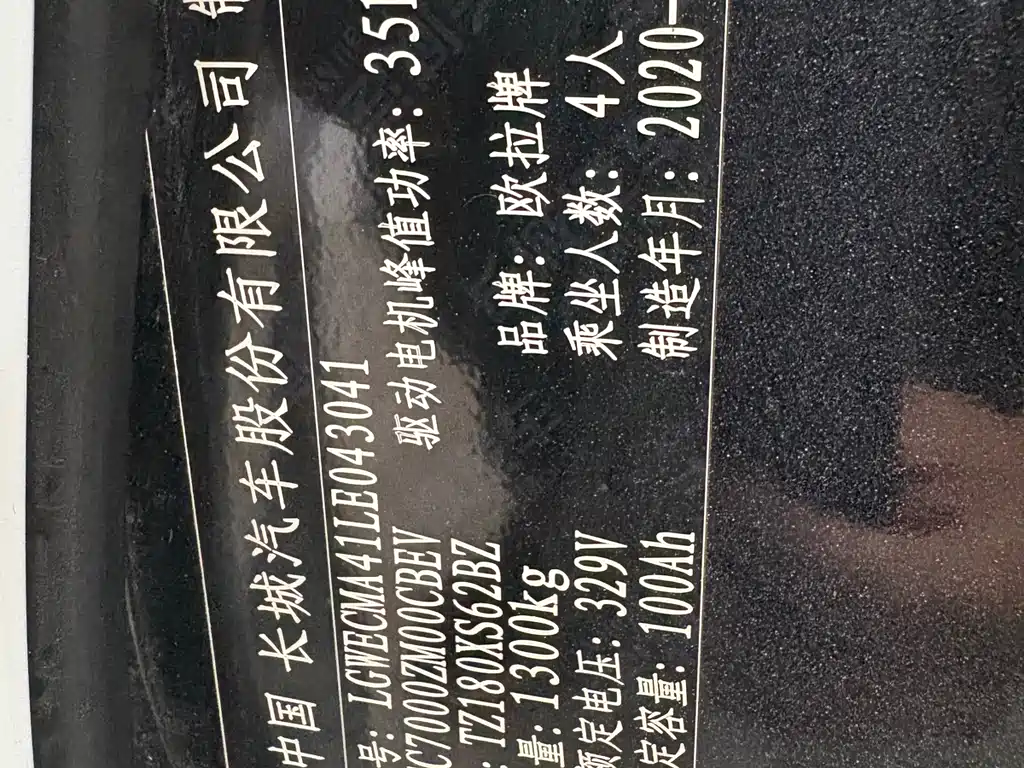 中国 长城汽车股份有限公司 制
号: LGWECMA41LE043041
C7000ZM00CBEV 驱动电机峰值功率: 35
: TZ180XS62BZ
量: 1300kg 品牌: 欧拉牌
额定电压: 329V 乘坐人数: 4人
定容量: 100Ah 制造年月: 2020-